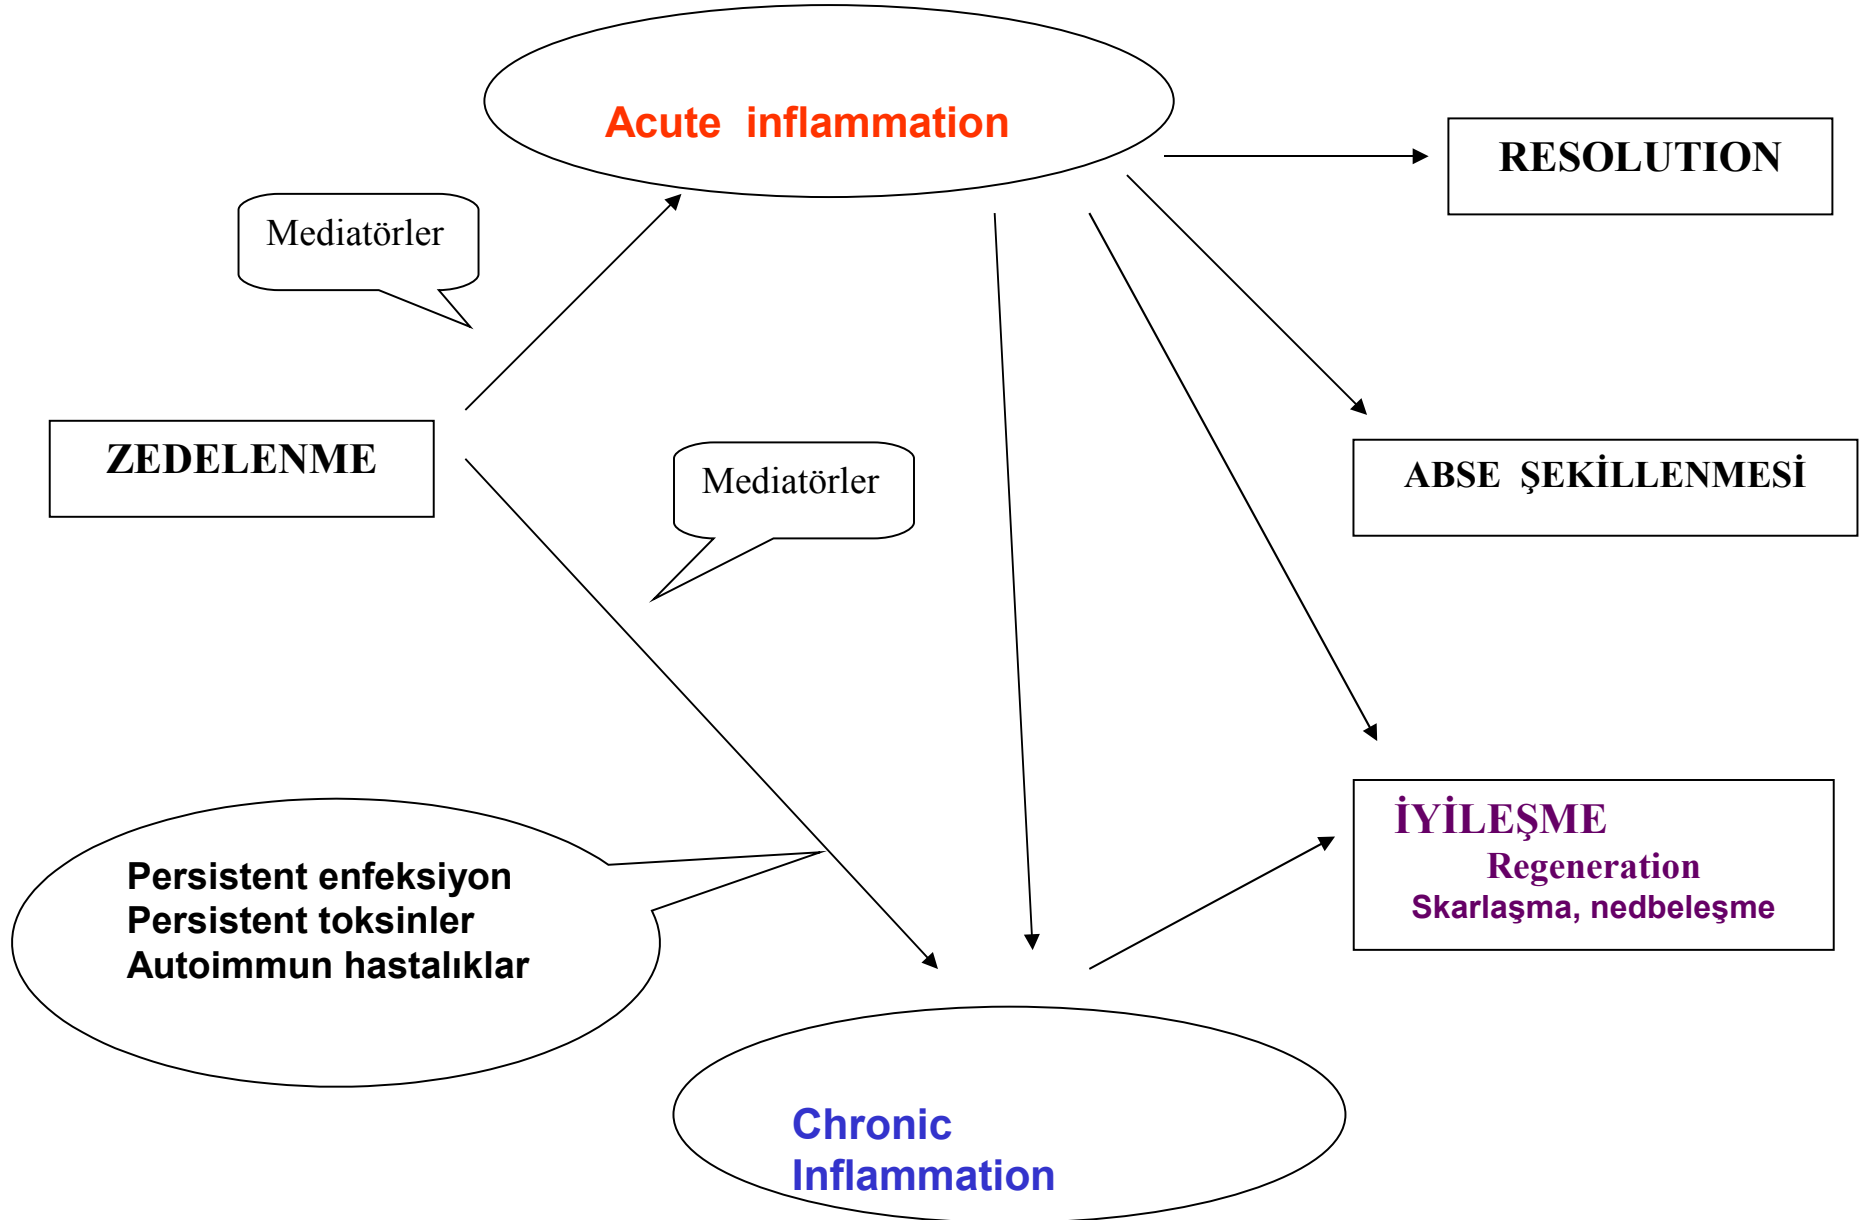 Acute inflammation
RESOLUTION
Mediatörler
ZEDELENME
Mediatörler
ABSE ŞEKİLLENMESİ
İYİLEŞME
Regeneration
Skarlaşma, nedbeleşme
Persistent enfeksiyon
Persistent toksinler
Autoimmun hastalıklar
Chronic
Inflammation